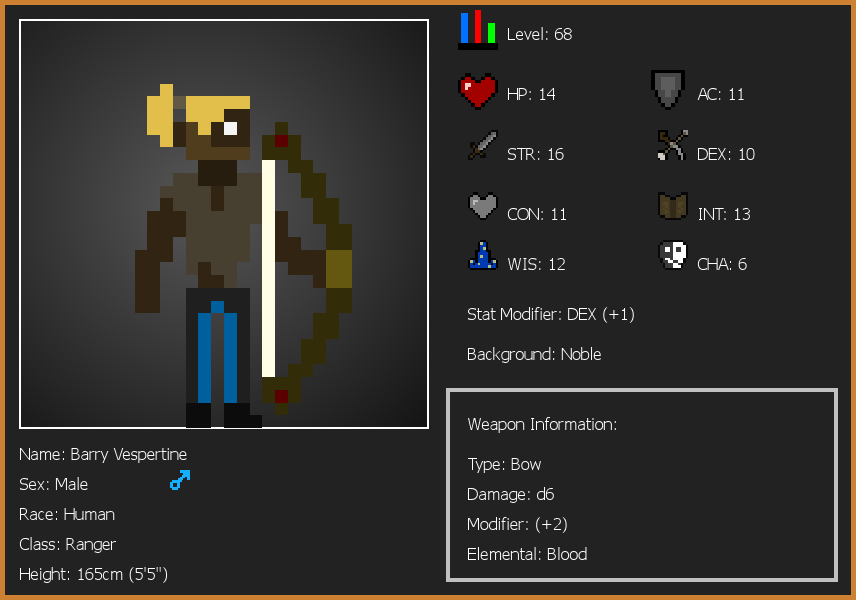 Level: 68
HP: 14
AC: 11
STR: 16
DEX: 10
CON: 11
INT: 13
WIS: 12
CHA: 6
Stat Modifier: DEX (+1)
Background: Noble
Weapon Information:
Type: Bow
Damage: d6
Modifier: (+2)
Elemental: Blood
Name: Barry Vespertine
Sex: Male
Race: Human
Class: Ranger
Height: 165cm (5'5")